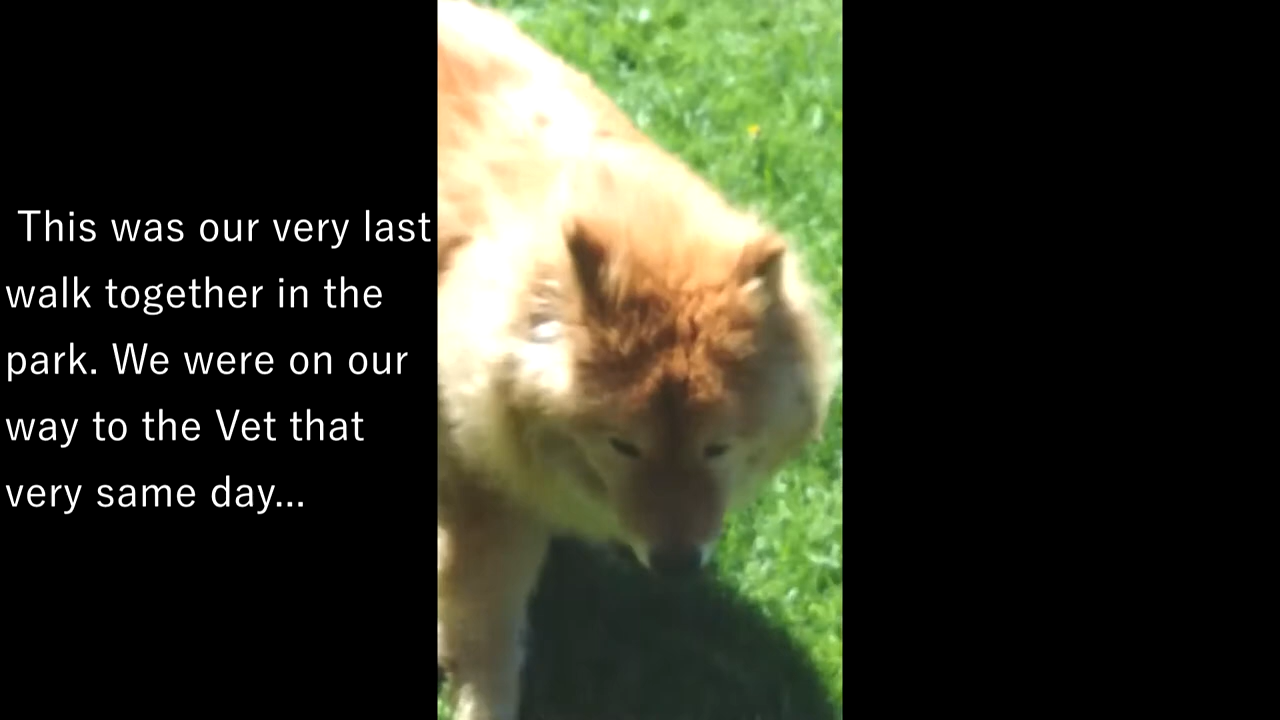 This was our very last
walk together in the
park. We were on our
way to the Vet that
very same day...